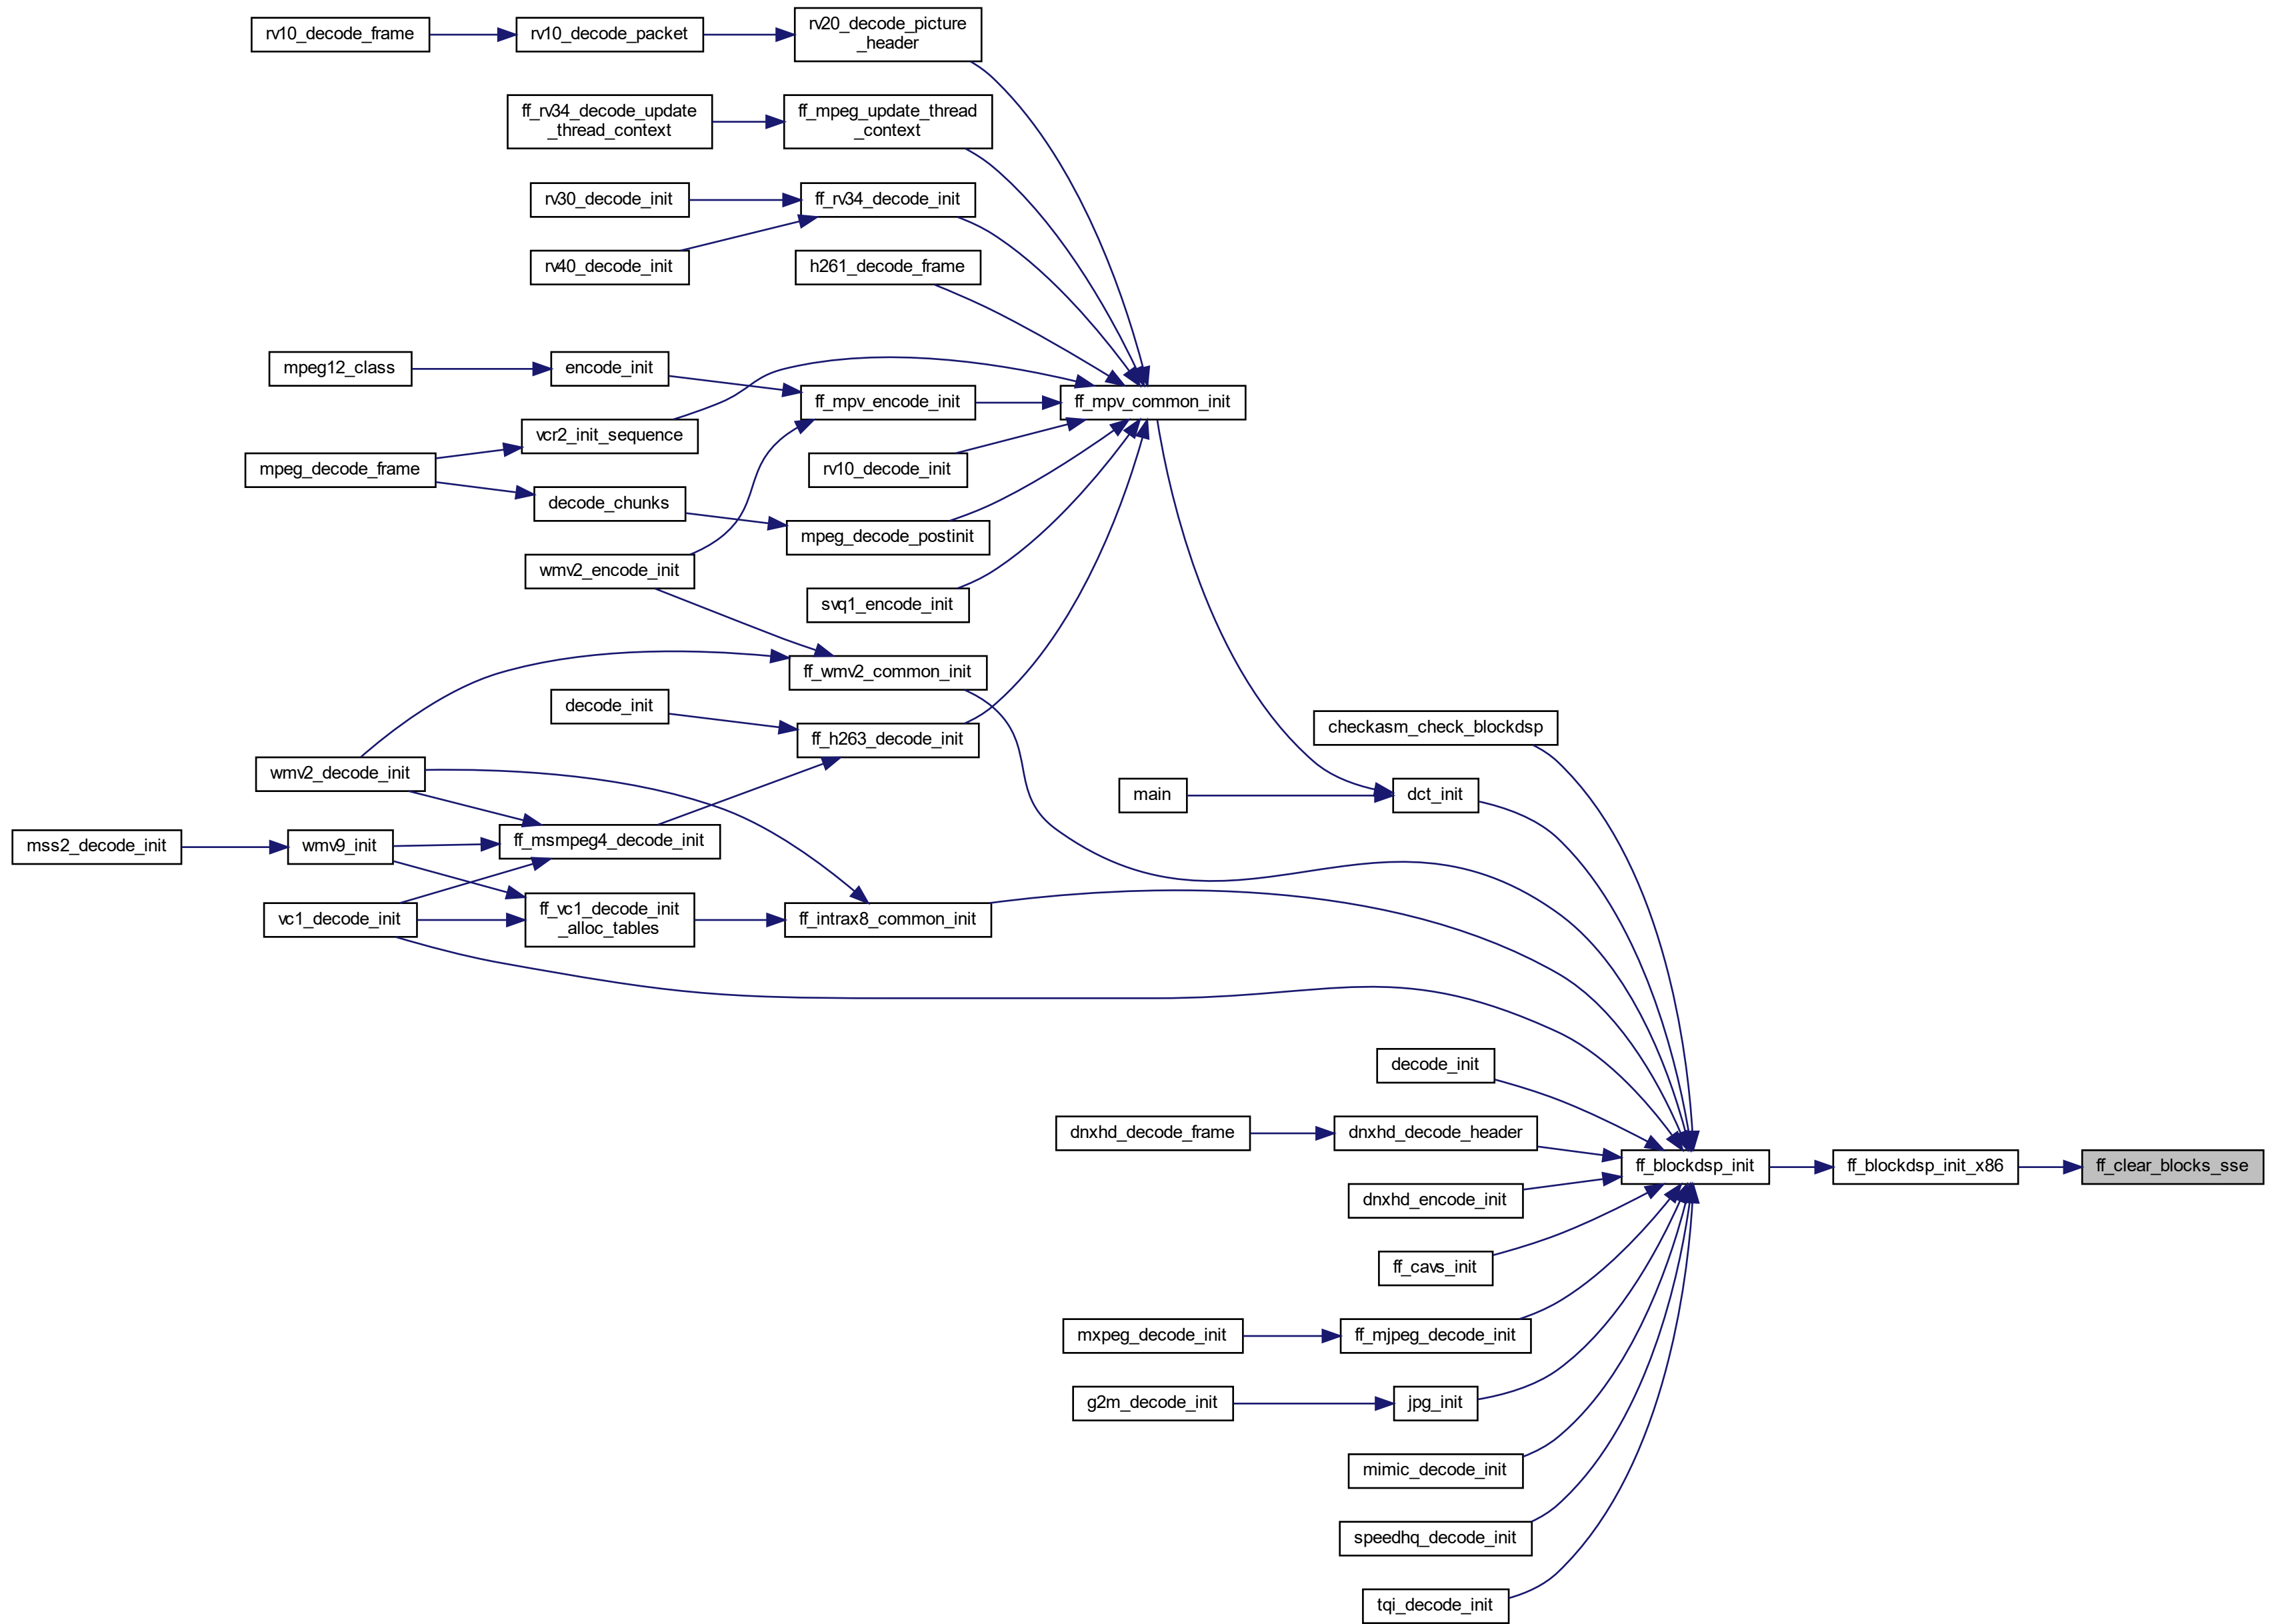 rv10_decode_frame
rv10_decode_packet
rv20_decode_picture
_header
ff_rv34_decode_update
_thread_context
ff_mpeg_update_thread
_context
rv30_decode_init
ff_rv34_decode_init
rv40_decode_init
h261_decode_frame
mpeg12_class
encode_init
ff_mpv_encode_init
ff_mpv_common_init
vcr2_init_sequence
mpeg_decode_frame
rv10_decode_init
decode_chunks
mpeg_decode_postinit
wmv2_encode_init
svq1_encode_init
ff_wmv2_common_init
decode_init
ff_h263_decode_init
checkasm_check_blockdsp
wmv2_decode_init
main
dct_init
mss2_decode_init
wmv9_init
ff_msmpeg4_decode_init
vc1_decode_init
ff_vc1_decode_init
_alloc_tables
ff_intrax8_common_init
decode_init
dnxhd_decode_frame
dnxhd_decode_header
ff_blockdsp_init
ff_blockdsp_init_x86
ff_clear_blocks_sse
dnxhd_encode_init
ff_cavs_init
mxpeg_decode_init
ff_mjpeg_decode_init
g2m_decode_init
jpg_init
mimic_decode_init
speedhq_decode_init
tqi_decode_init